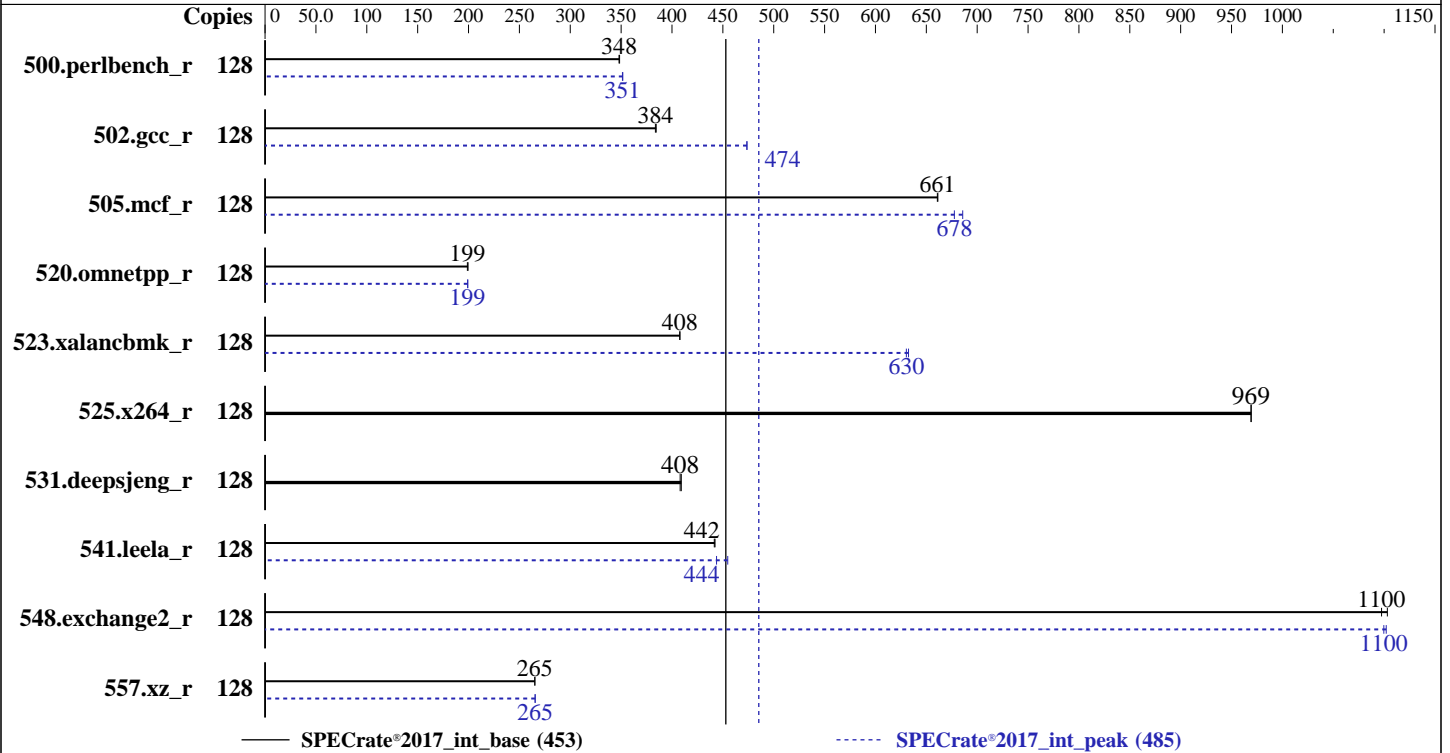 Copies 0 50.0 100 150 200 250 300 350 400 450 500 550 600 650 700 750 800 850 900 950 1000 1150
348
500.perlbench_r 128
351
384
502.gcc_r 128
474
661
505.mcf_r 128
678
199
520.omnetpp_r 128
199
408
523.xalancbmk_r 128
630
969
525.x264_r 128
408
531.deepsjeng_r 128
442
541.leela_r 128
444
1100
548.exchange2_r 128
1100
265
557.xz_r 128
265
SPECrate®2017_int_base (453) SPECrate®2017_int_peak (485)